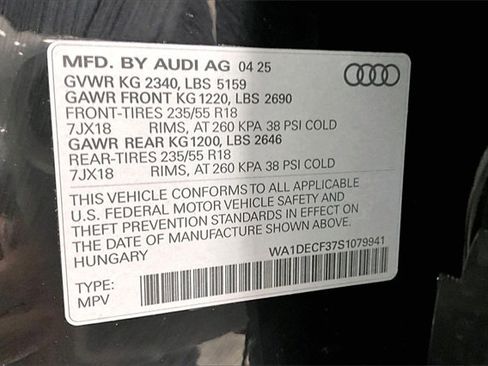 MFD. BY AUDI AG 04 25
GVWR KG 2340, LBS 5159
GAWR FRONT KG 1220, LBS 2690
FRONT-TIRES 235/55 R18
7JX18 RIMS, AT 260 KPA 38 PSI COLD
GAWR REAR KG 1200, LBS 2646
REAR-TIRES 235/55 R18
7JX18 RIMS, AT 260 KPA 38 PSI COLD
THIS VEHICLE CONFORMS TO ALL APPLICABLE
U.S. FEDERAL MOTOR VEHICLE SAFETY AND
THEFT PREVENTION STANDARDS IN EFFECT ON
THE DATE OF MANUFACTURE SHOWN ABOVE.
HUNGARY
WA1DECF37S1079941
TYPE:
MPV